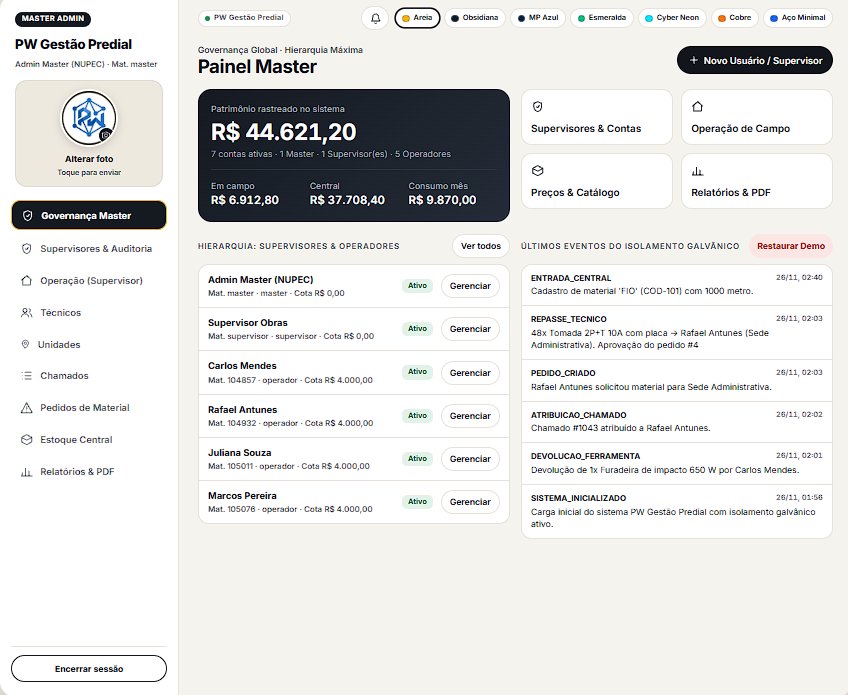 MASTER ADMIN
PW Gestão Predial
Admin Master (NUPEC) · Mat. master
PW
Alterar foto
Toque para enviar
Governança Master
Supervisores & Auditoria
Operação (Supervisor)
Técnicos
Unidades
Chamados
Pedidos de Material
Estoque Central
Relatórios & PDF
Encerrar sessão
PW Gestão Predial
Areia
Obsidiana
MP Azul
Esmeralda
Cyber Neon
Cobre
Aço Minimal
Governança Global · Hierarquia Máxima
Painel Master
+ Novo Usuário / Supervisor
Patrimônio rastreado no sistema
R$ 44.621,20
7 contas ativas · 1 Master · 1 Supervisor(es) · 5 Operadores
Em campo
R$ 6.912,80
Central
R$ 37.708,40
Consumo mês
R$ 9.870,00
Supervisores & Contas
Operação de Campo
Preços & Catálogo
Relatórios & PDF
HIERARQUIA: SUPERVISORES & OPERADORES
Ver todos
Admin Master (NUPEC)
Mat. master · master · Cota R$ 0,00
Ativo
Gerenciar
Supervisor Obras
Mat. supervisor · supervisor · Cota R$ 0,00
Ativo
Gerenciar
Carlos Mendes
Mat. 104857 · operador · Cota R$ 4.000,00
Ativo
Gerenciar
Rafael Antunes
Mat. 104932 · operador · Cota R$ 4.000,00
Ativo
Gerenciar
Juliana Souza
Mat. 105011 · operador · Cota R$ 4.000,00
Ativo
Gerenciar
Marcos Pereira
Mat. 105076 · operador · Cota R$ 4.000,00
Ativo
Gerenciar
ÚLTIMOS EVENTOS DO ISOLAMENTO GALVÂNICO
Restaurar Demo
ENTRADA_CENTRAL
26/11, 02:40
Cadastro de material 'FIO' (COD-101) com 1000 metro.
REPASSE_TECNICO
26/11, 02:03
48x Tomada 2P+T 10A com placa → Rafael Antunes (Sede
Administrativa). Aprovação do pedido #4
PEDIDO_CRIADO
26/11, 02:03
Rafael Antunes solicitou material para Sede Administrativa.
ATRIBUICAO_CHAMADO
26/11, 02:02
Chamado #1043 atribuído a Rafael Antunes.
DEVOLUCAO_FERRAMENTA
26/11, 02:01
Devolução de 1x Furadeira de impacto 650 W por Carlos Mendes.
SISTEMA_INICIALIZADO
26/11, 01:56
Carga inicial do sistema PW Gestão Predial com isolamento galvânico
ativo.